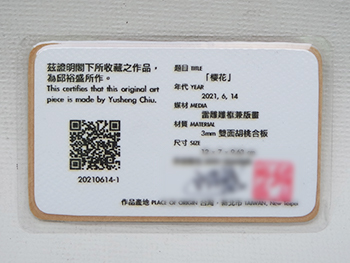 茲證明閣下所收藏之作品，
為邱裕盛所作。
This certifies that this original art
piece is made by Yusheng Chiu.
20210614-1
題目 TITLE
「櫻花」
年代 YEAR
2021, 6, 14
媒材 MEDIA
雷雕雕框兼版畫
材質 MATERIAL
3mm 雙面胡桃合板
尺寸 SIZE
作品產地 PLACE OF ORIGIN 台灣，新北市 TAIWAN, New Taipei